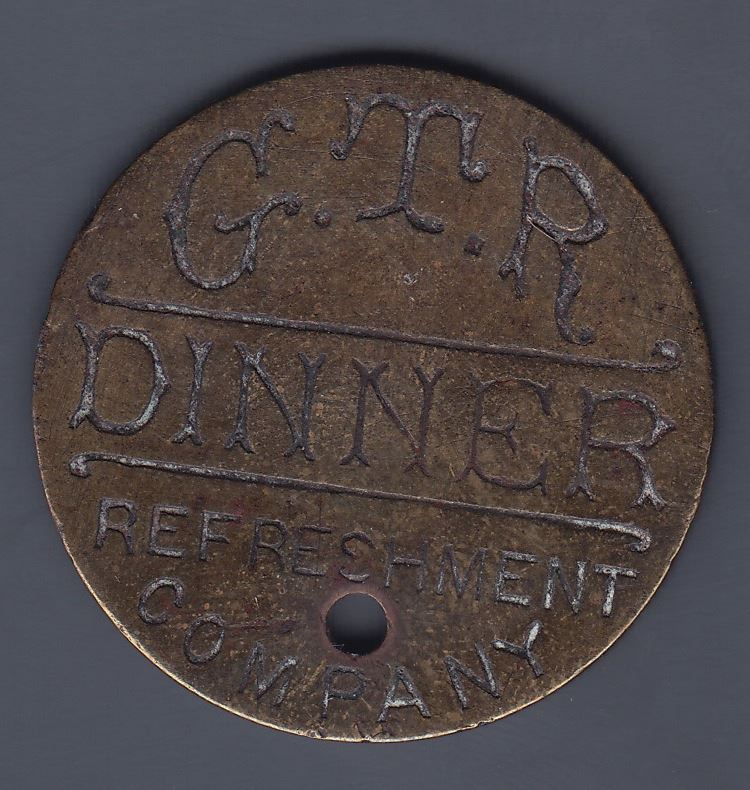 G.T.R
DINNER
REFRESHMENT
COMPANY